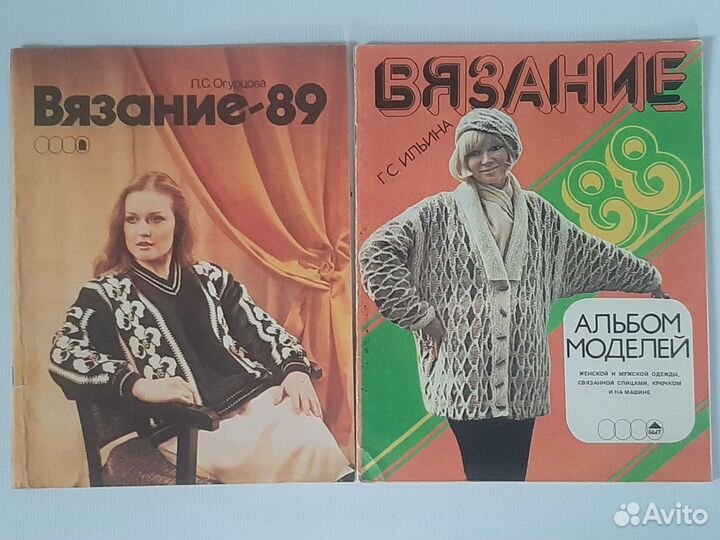 Л.С. Огурцова
Вязание-89
ВЯЗАНИЕ
Г.С. ИЛЬИНА
88
АЛЬБОМ
МОДЕЛЕЙ
ЖЕНСКОЙ И МУЖСКОЙ ОДЕЖДЫ,
СВЯЗАННОЙ СПИЦАМИ, КРЮЧКОМ
И НА МАШИНЕ
БЫТ
Avito